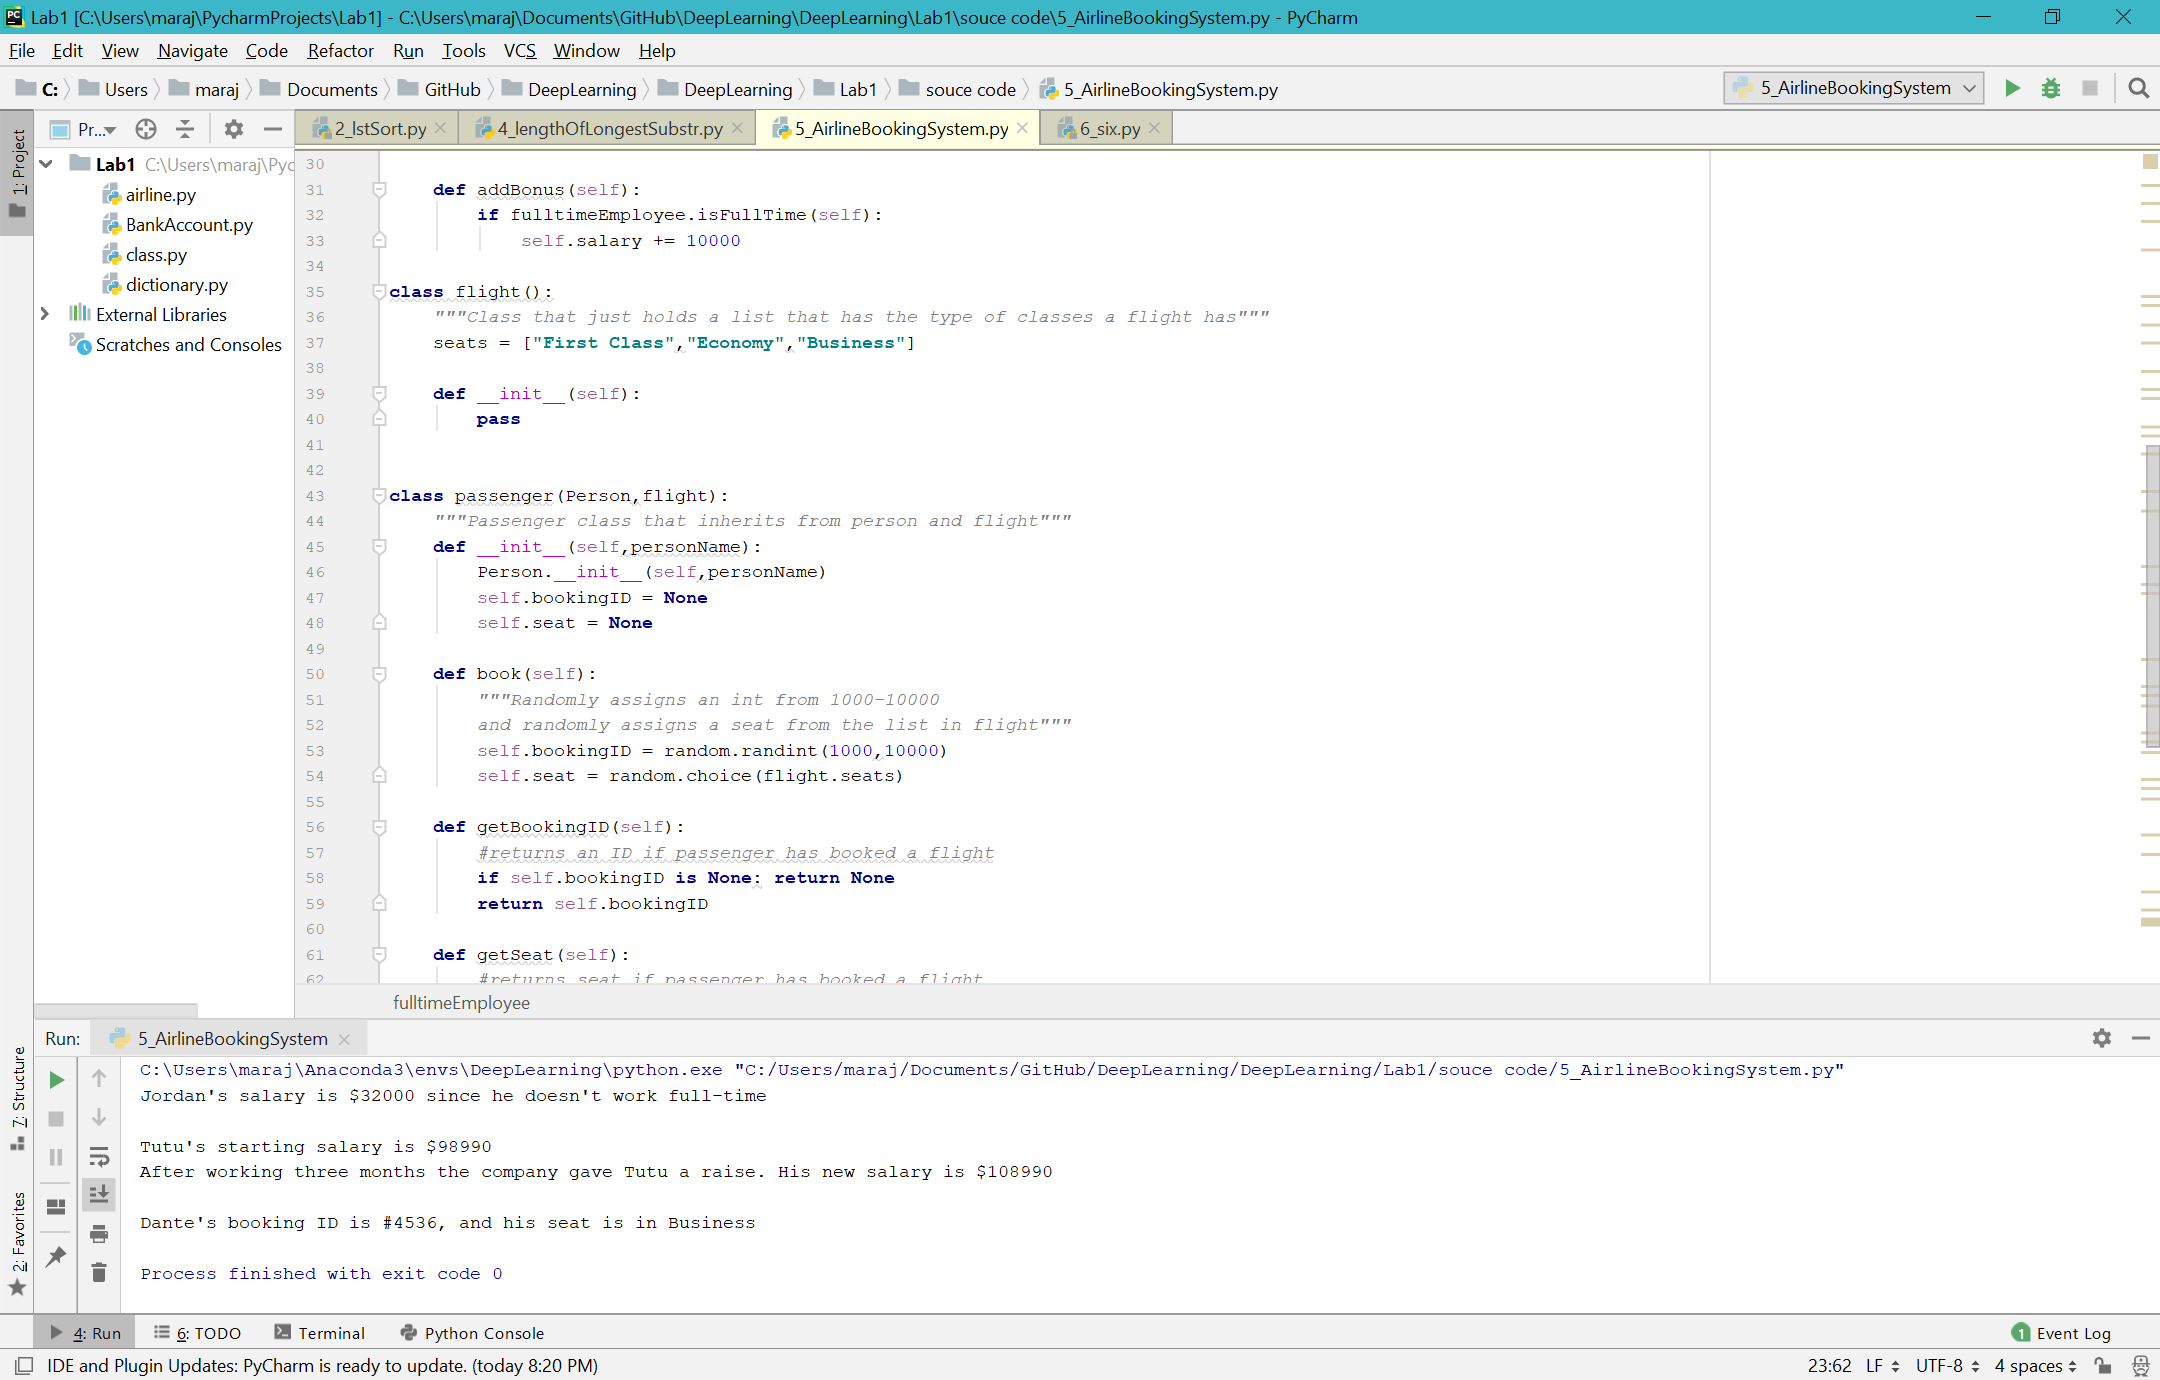 Lab1 [C:\Users\maraj\PycharmProjects\Lab1] - C:\Users\maraj\Documents\GitHub\DeepLearning\DeepLearning\Lab1\souce code\5_AirlineBookingSystem.py - PyCharm
File Edit View Navigate Code Refactor Run Tools VCS Window Help
C: Users maraj Documents GitHub DeepLearning DeepLearning Lab1 souce code 5_AirlineBookingSystem.py 5_AirlineBookingSystem
1: Project
Pr... 2_lstSort.py 4_lengthOfLongestSubstr.py 5_AirlineBookingSystem.py 6_six.py
Lab1 C:\Users\maraj\Pyc
airline.py
BankAccount.py
class.py
dictionary.py
External Libraries
Scratches and Consoles
30
31 def addBonus(self):
32 if fulltimeEmployee.isFullTime(self):
33 self.salary += 10000
34
35 class flight():
36 """Class that just holds a list that has the type of classes a flight has"""
37 seats = ["First Class","Economy","Business"]
38
39 def __init__(self):
40 pass
41
42
43 class passenger(Person,flight):
44 """Passenger class that inherits from person and flight"""
45 def __init__(self,personName):
46 Person.__init__(self,personName)
47 self.bookingID = None
48 self.seat = None
49
50 def book(self):
51 """Randomly assigns an int from 1000-10000
52 and randomly assigns a seat from the list in flight"""
53 self.bookingID = random.randint(1000,10000)
54 self.seat = random.choice(flight.seats)
55
56 def getBookingID(self):
57 #returns an ID if passenger has booked a flight
58 if self.bookingID is None: return None
59 return self.bookingID
60
61 def getSeat(self):
62 #returns seat if passenger has booked a flight
fulltimeEmployee
Run: 5_AirlineBookingSystem
7: Structure
2: Favorites
C:\Users\maraj\Anaconda3\envs\DeepLearning\python.exe "C:/Users/maraj/Documents/GitHub/DeepLearning/DeepLearning/Lab1/souce code/5_AirlineBookingSystem.py"
Jordan's salary is $32000 since he doesn't work full-time
Tutu's starting salary is $98990
After working three months the company gave Tutu a raise. His new salary is $108990
Dante's booking ID is #4536, and his seat is in Business
Process finished with exit code 0
4: Run 6: TODO Terminal Python Console 1 Event Log
IDE and Plugin Updates: PyCharm is ready to update. (today 8:20 PM) 23:62 LF UTF-8 4 spaces